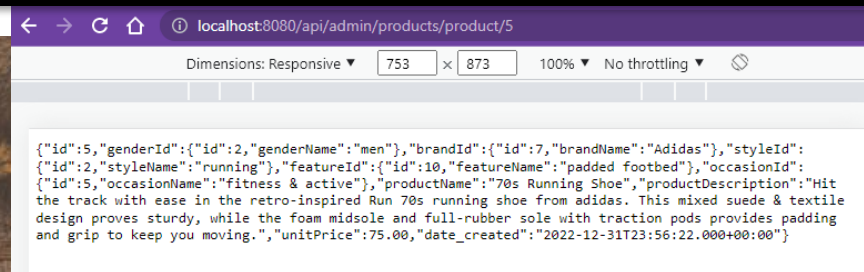 localhost:8080/api/admin/products/product/5
Dimensions: Responsive ▼ 753 × 873 100% ▼ No throttling ▼
{"id":5,"genderId":{"id":2,"genderName":"men"},"brandId":{"id":7,"brandName":"Adidas"},"styleId":
{"id":2,"styleName":"running"},"featureId":{"id":10,"featureName":"padded footbed"},"occasionId":
{"id":5,"occasionName":"fitness & active"},"productName":"70s Running Shoe","productDescription":"Hit
the track with ease in the retro-inspired Run 70s running shoe from adidas. This mixed suede & textile
design proves sturdy, while the foam midsole and full-rubber sole with traction pods provides padding
and grip to keep you moving.","unitPrice":75.00,"date_created":"2022-12-31T23:56:22.000+00:00"}